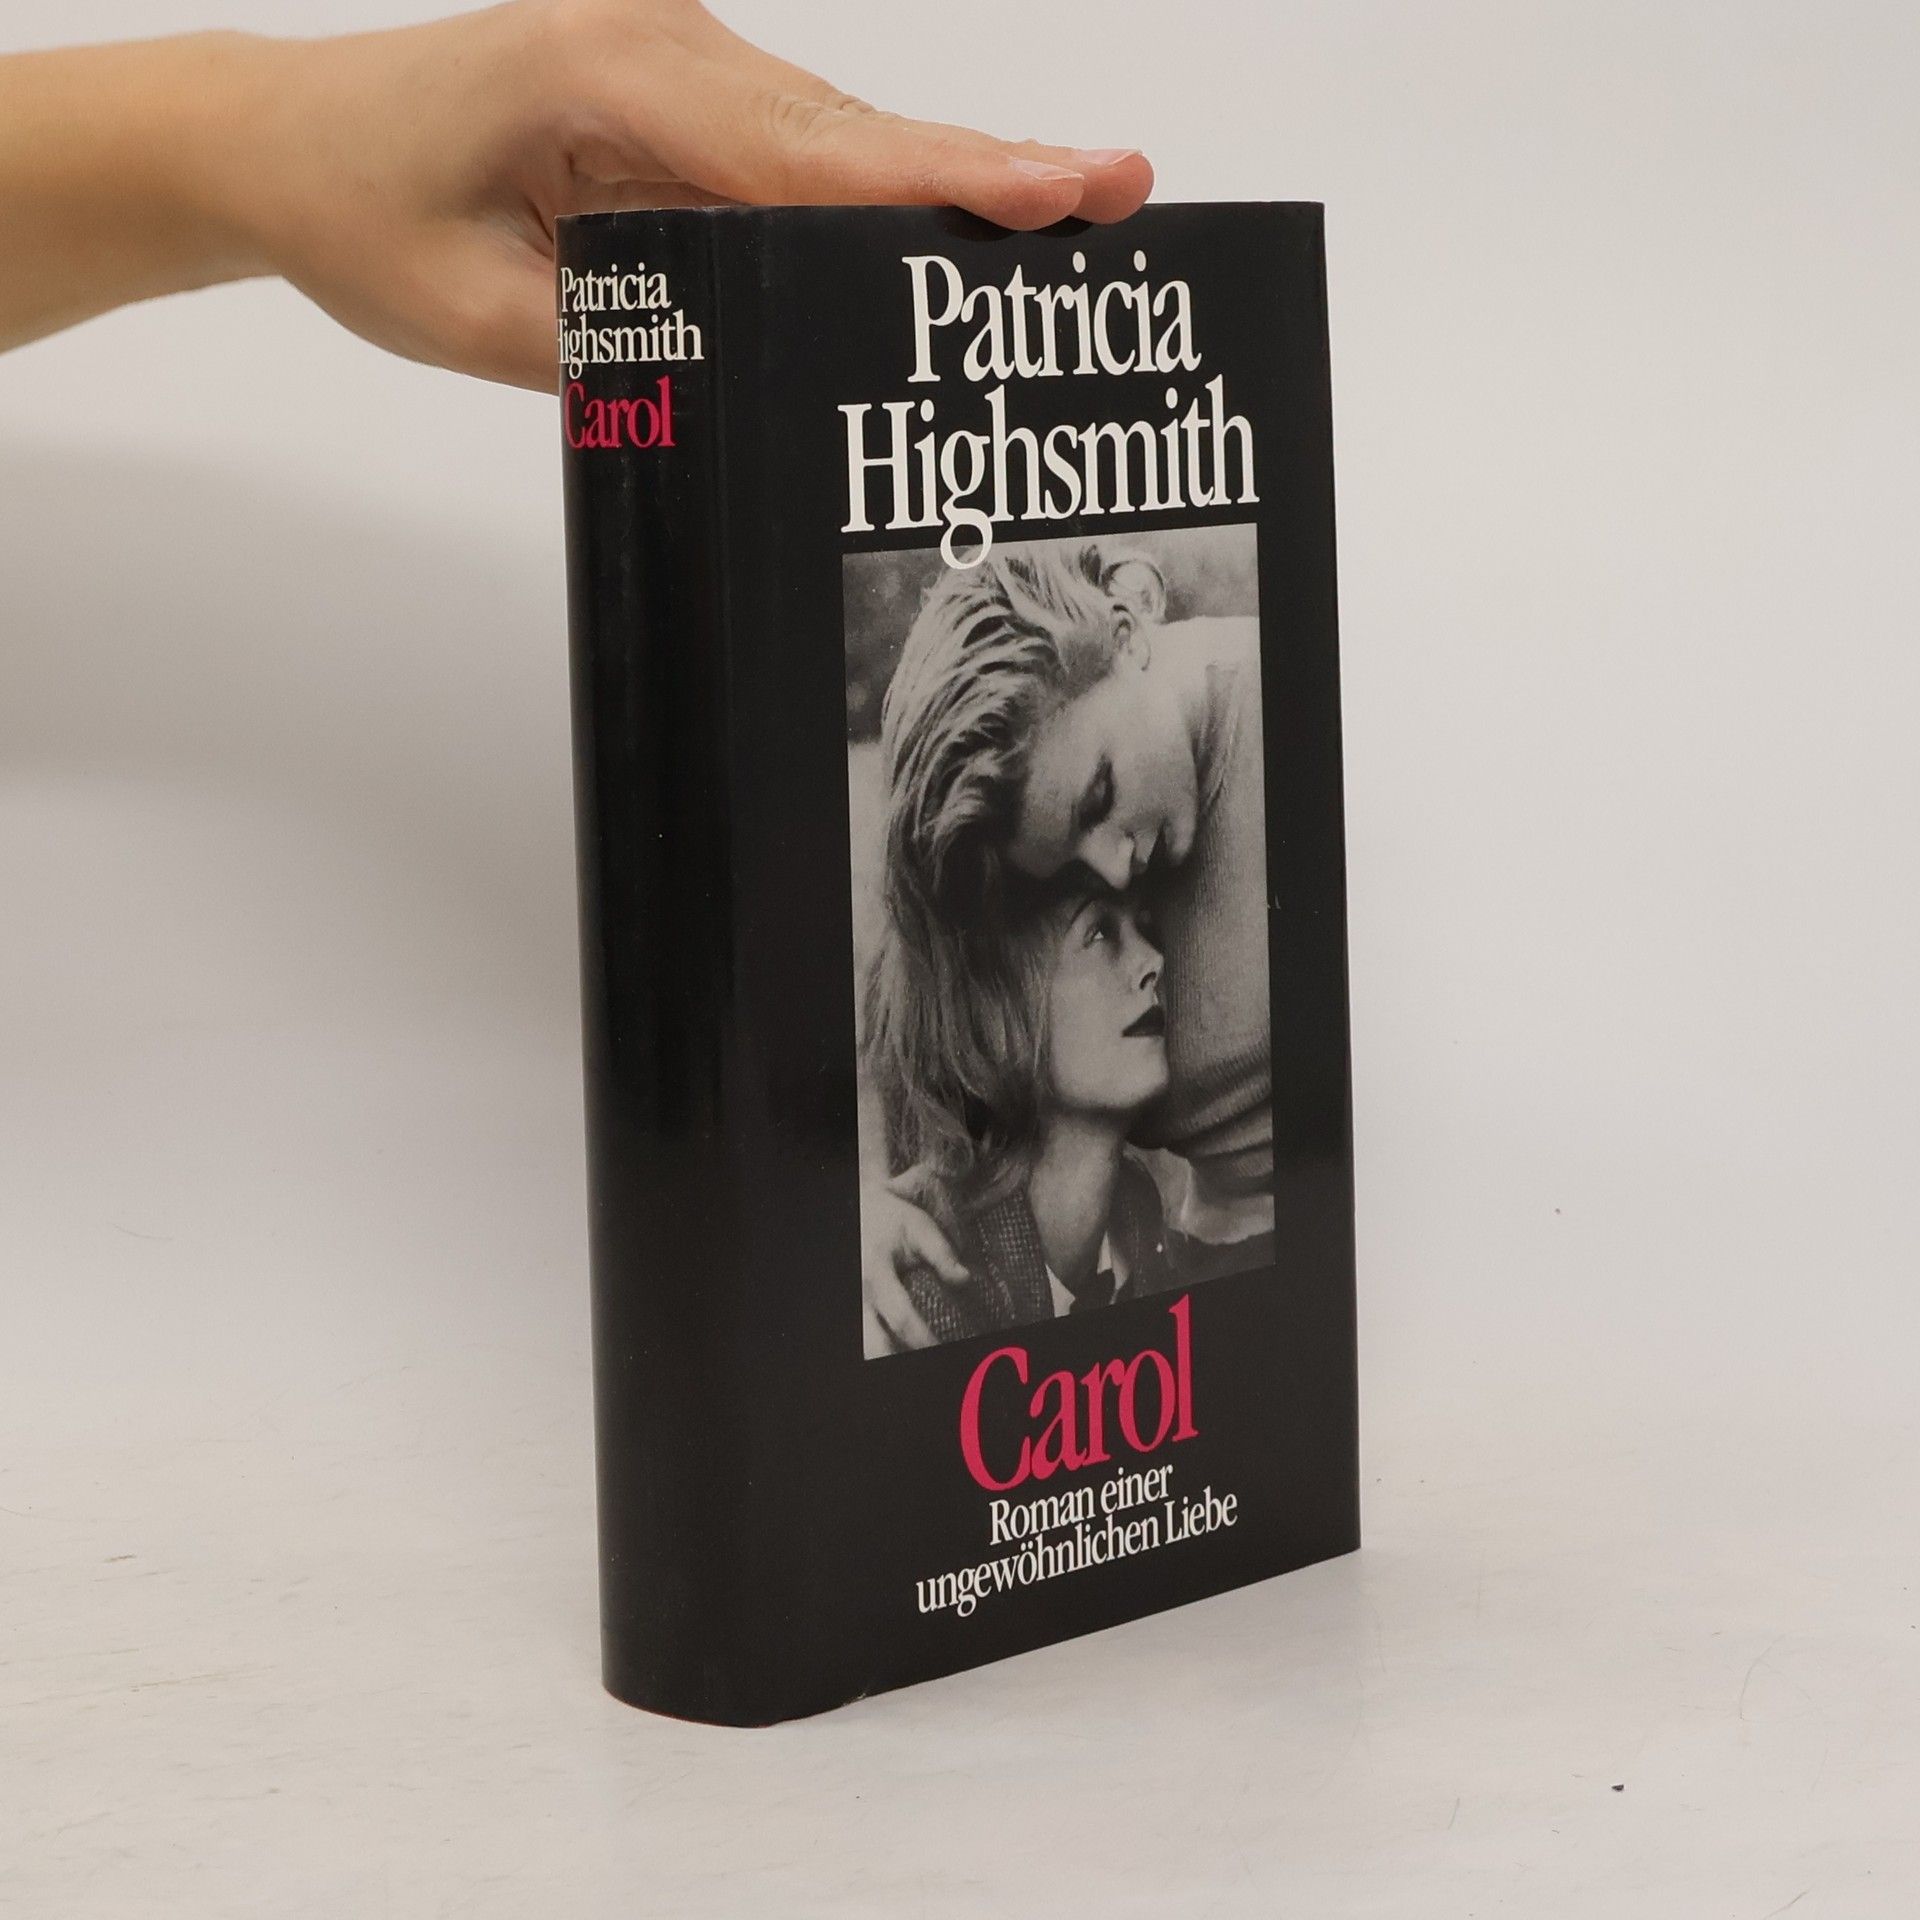 Patricia
Highsmith
Carol
Patricia
Highsmith
Carol
Roman einer
ungewöhnlichen Liebe